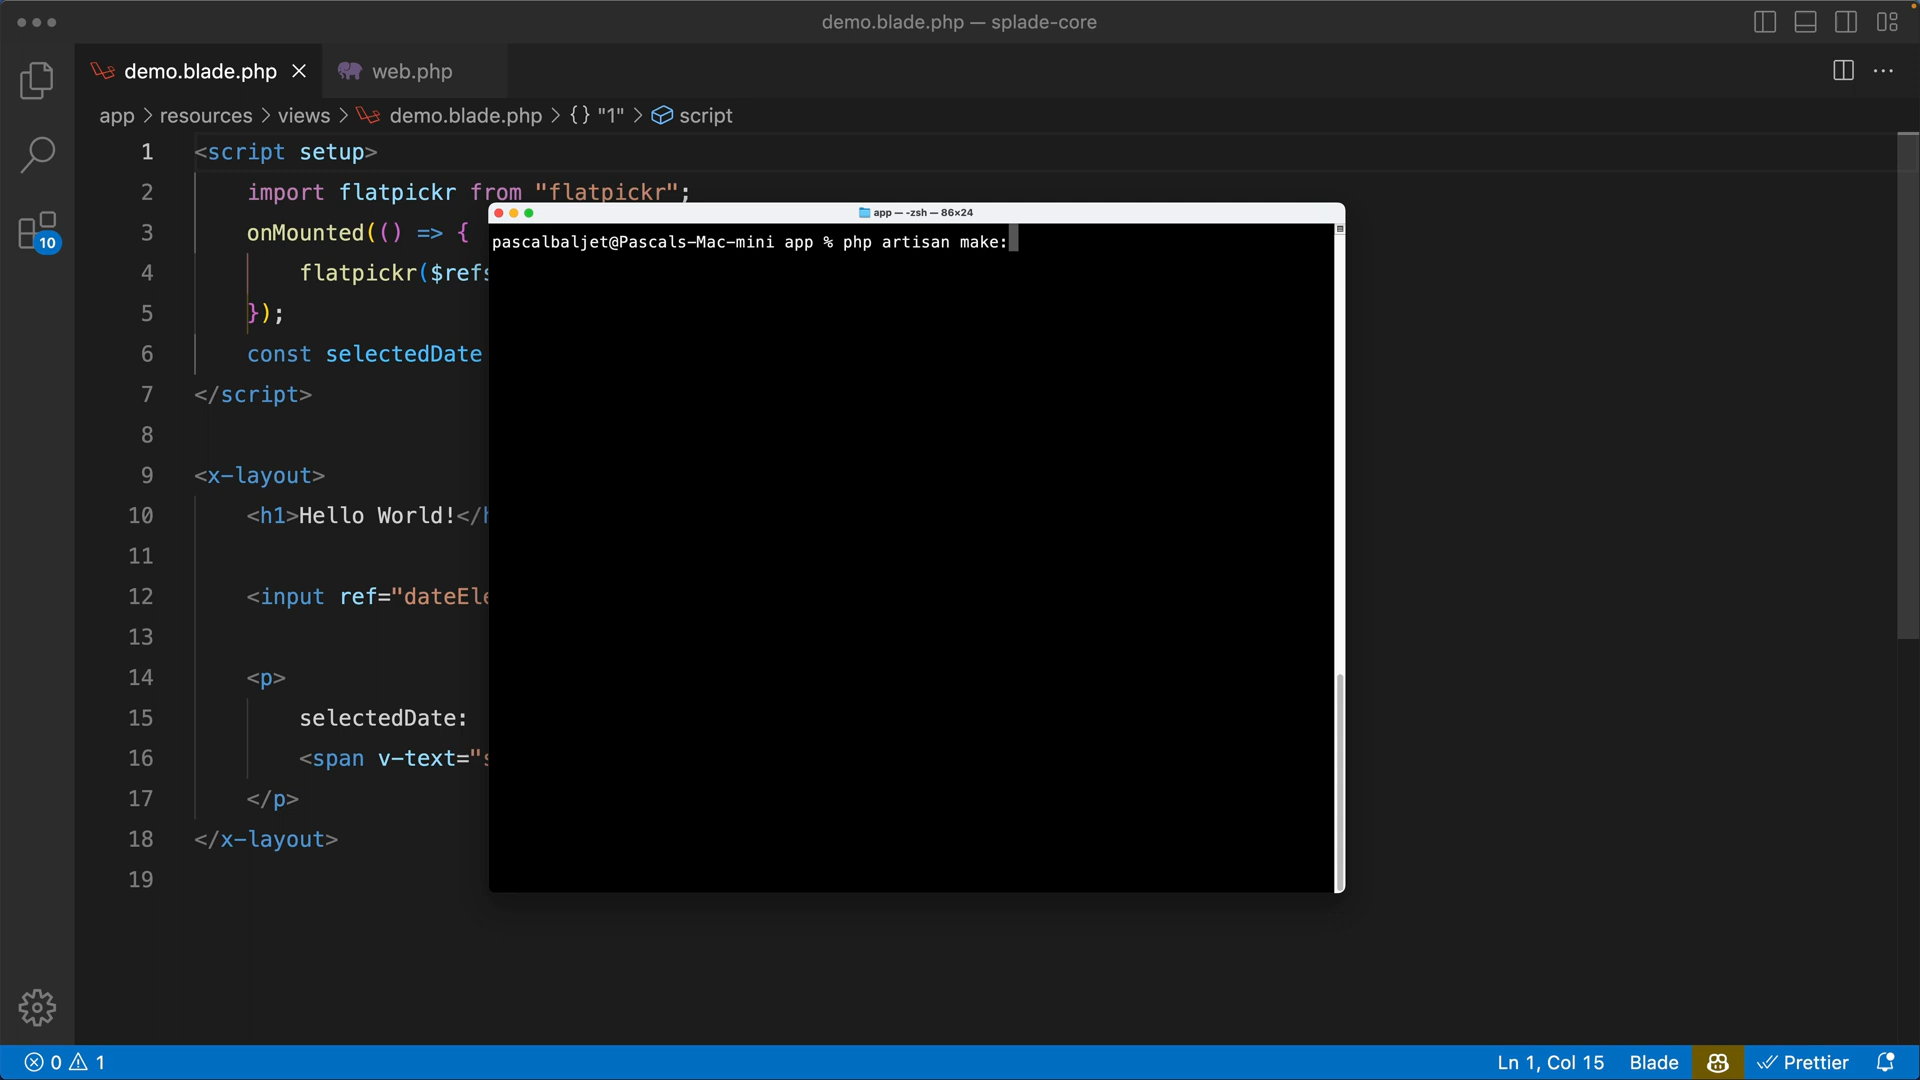 demo.blade.php — splade-core
demo.blade.php
web.php
app > resources > views > demo.blade.php > {} "1" > script
10
1 <script setup>
2 import flatpickr from "flatpickr";
3 onMounted(() => {
4 flatpickr($refs
5 });
6 const selectedDate
7 </script>
8
9 <x-layout>
10 <h1>Hello World!</h
11
12 <input ref="dateEle
13
14 <p>
15 selectedDate:
16 <span v-text="s
17 </p>
18 </x-layout>
19
app — -zsh — 86×24
pascalbaljet@Pascals-Mac-mini app % php artisan make:
0 1
Ln 1, Col 15 Blade Prettier